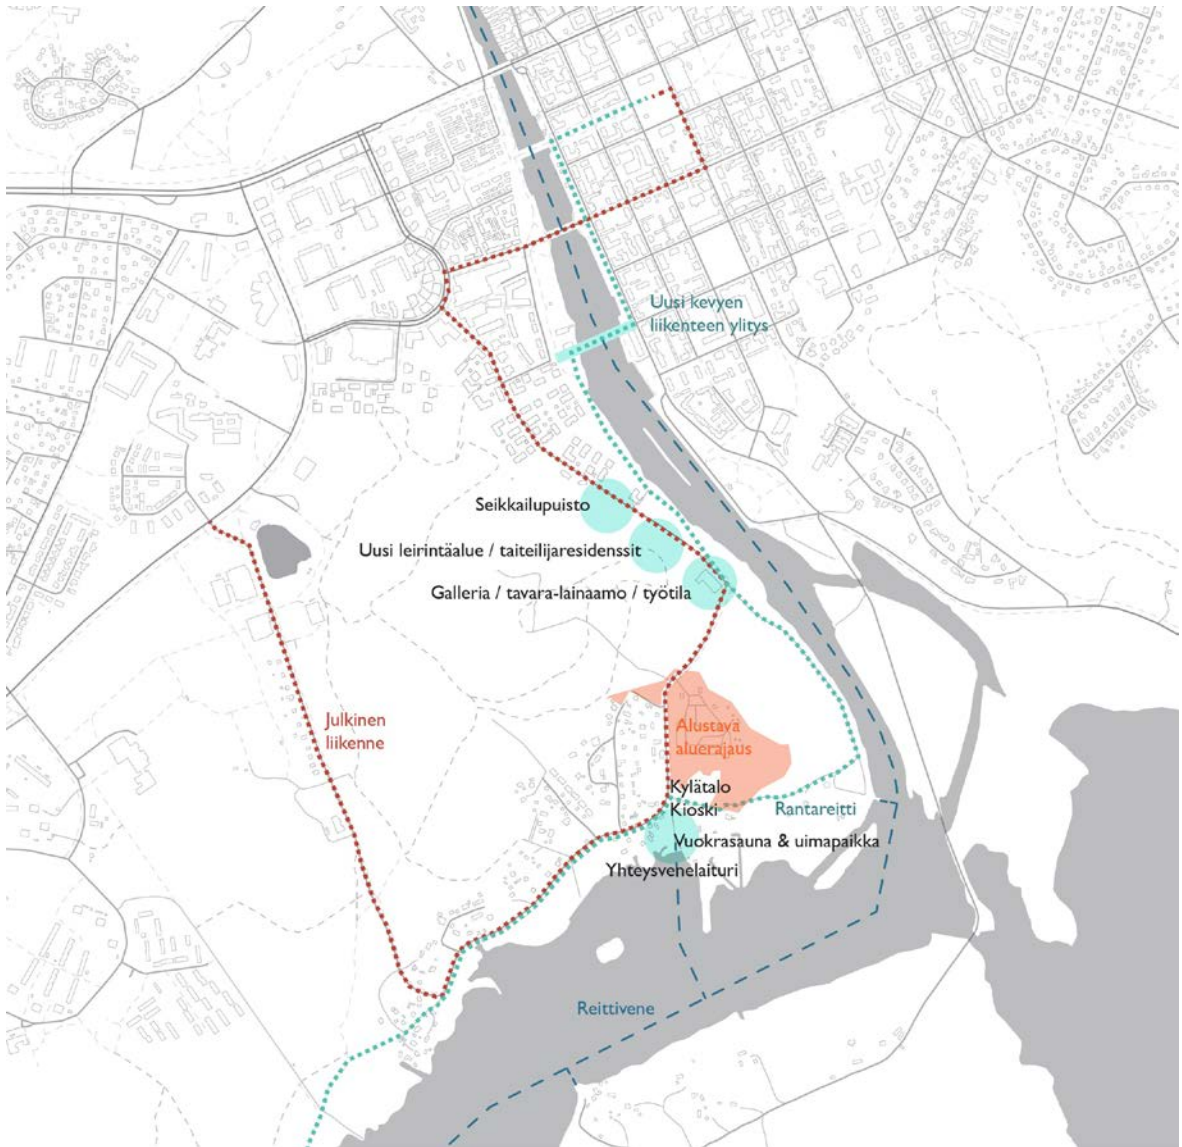 Uusi kevyen
liikenteen ylitys
Seikkailupuisto
Uusi leirintäalue / taiteilijaresidenssit
Galleria / tavara-lainaamo / työtila
Julkinen
liikenne
Alustava
aluerajaus
Kylätalo
Kioski
Rantareitti
Vuokrasauna & uimapaikka
Yhteysvenelaituri
Reittivene